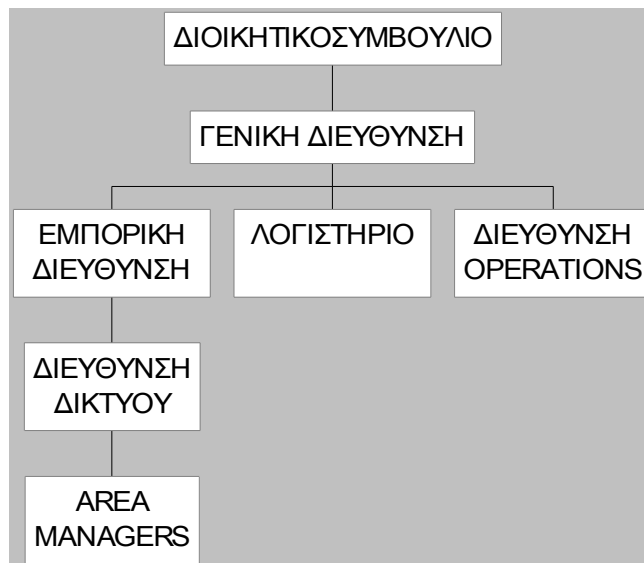 ΔΙΟΙΚΗΤΙΚΟΣΥΜΒΟΥΛΙΟ
ΓΕΝΙΚΗ ΔΙΕΥΘΥΝΣΗ
ΕΜΠΟΡΙΚΗ
ΔΙΕΥΘΥΝΣΗ
ΛΟΓΙΣΤΗΡΙΟ
ΔΙΕΥΘΥΝΣΗ
OPERATIONS
ΔΙΕΥΘΥΝΣΗ
ΔΙΚΤΥΟΥ
AREA
MANAGERS